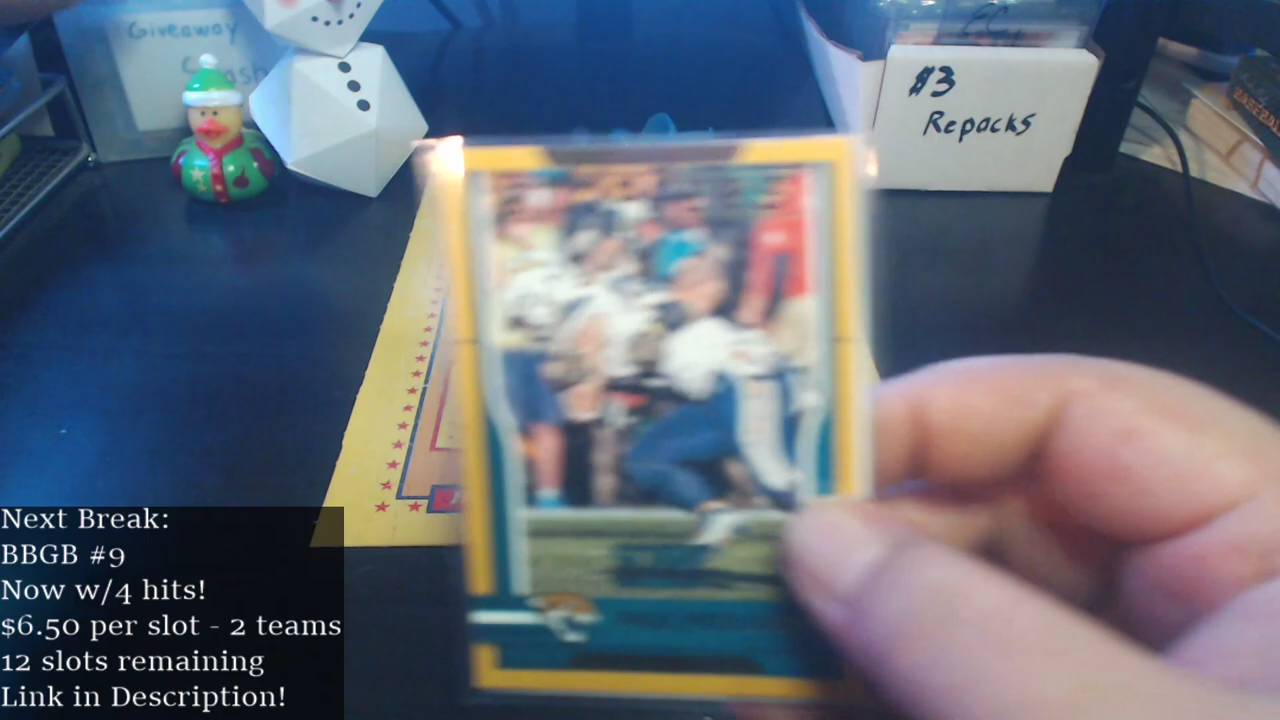 Giveaway
$3
Repacks
Next Break:
BBGB #9
Now w/4 hits!
$6.50 per slot - 2 teams
12 slots remaining
Link in Description!